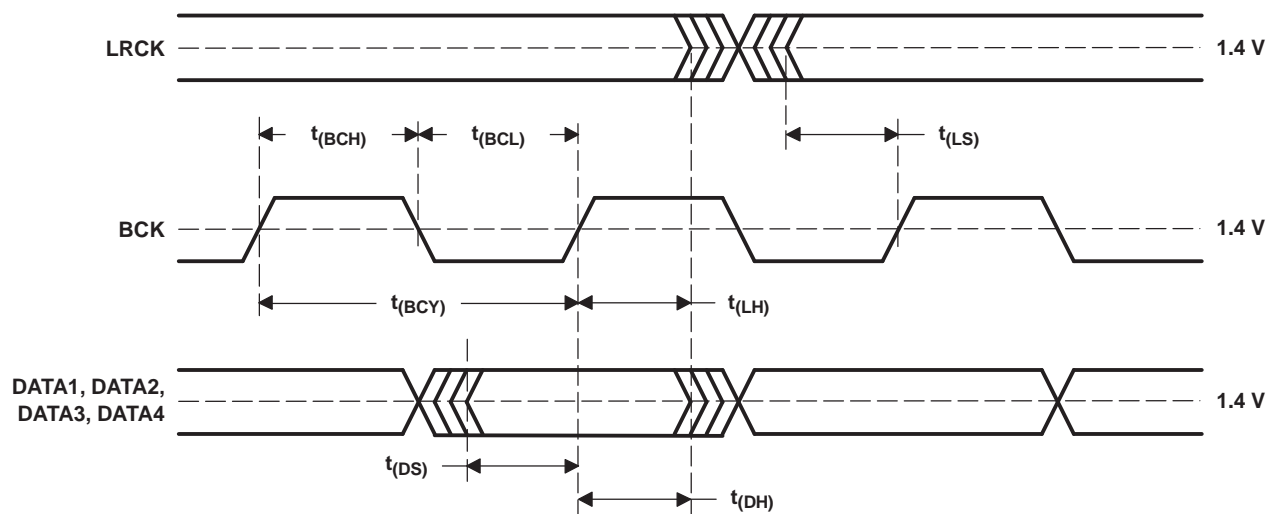 LRCK
1.4 V
t(BCH)
t(BCL)
t(LS)
BCK
1.4 V
t(BCY)
t(LH)
DATA1, DATA2,
DATA3, DATA4
1.4 V
t(DS)
t(DH)